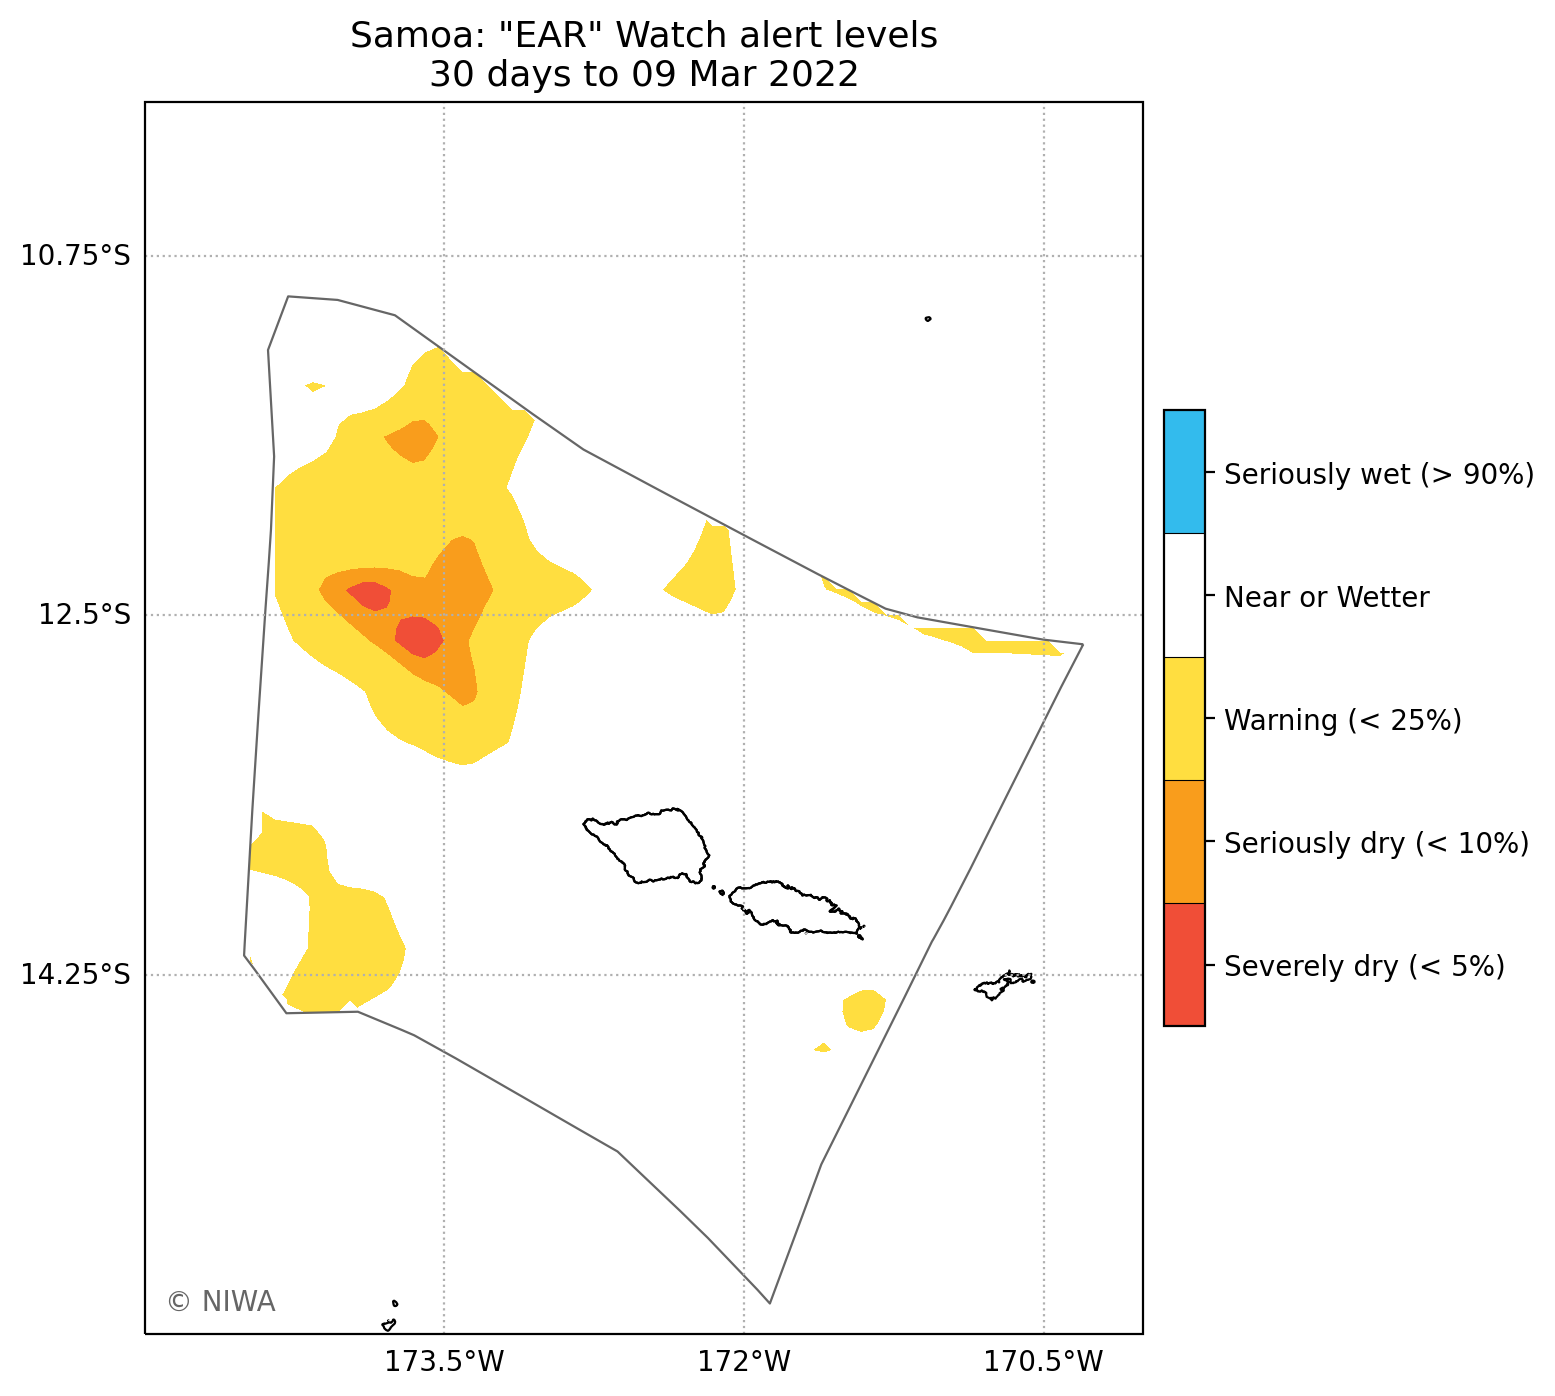 Samoa: "EAR" Watch alert levels
30 days to 09 Mar 2022
10.75°S
12.5°S
14.25°S
173.5°W
172°W
170.5°W
Seriously wet (> 90%)
Near or Wetter
Warning (< 25%)
Seriously dry (< 10%)
Severely dry (< 5%)
© NIWA